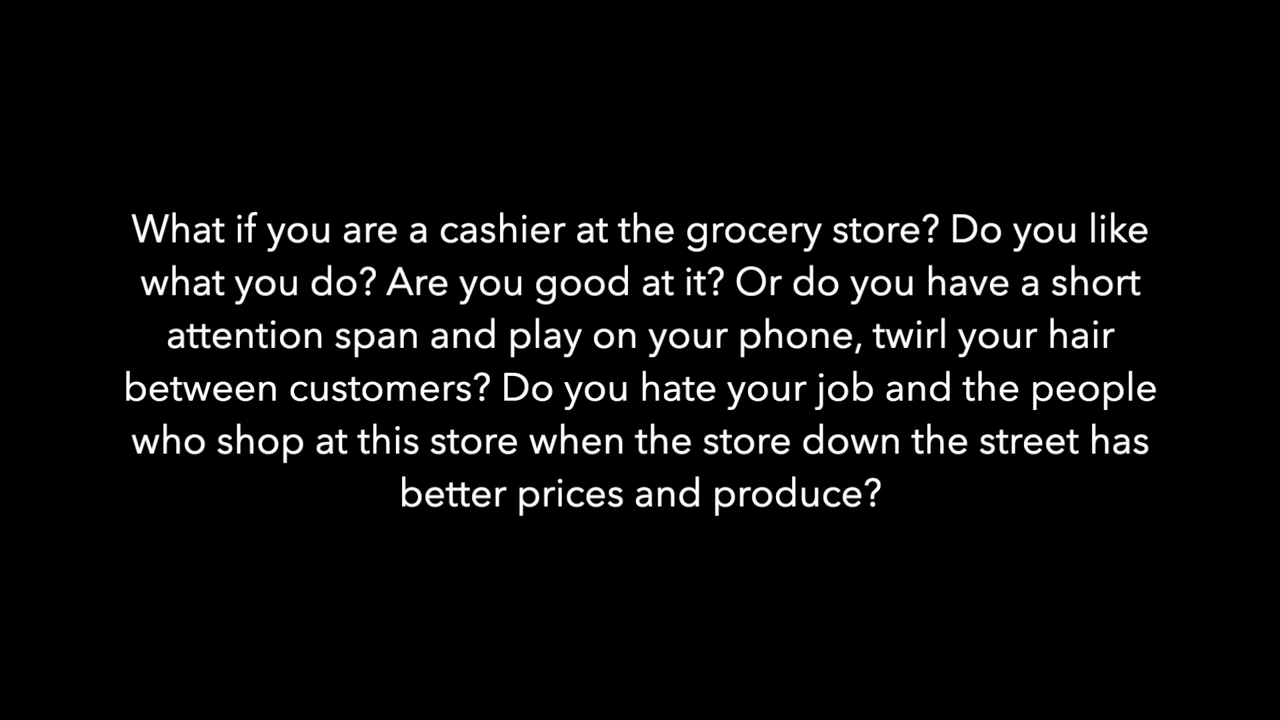 What if you are a cashier at the grocery store? Do you like
what you do? Are you good at it? Or do you have a short
attention span and play on your phone, twirl your hair
between customers? Do you hate your job and the people
who shop at this store when the store down the street has
better prices and produce?